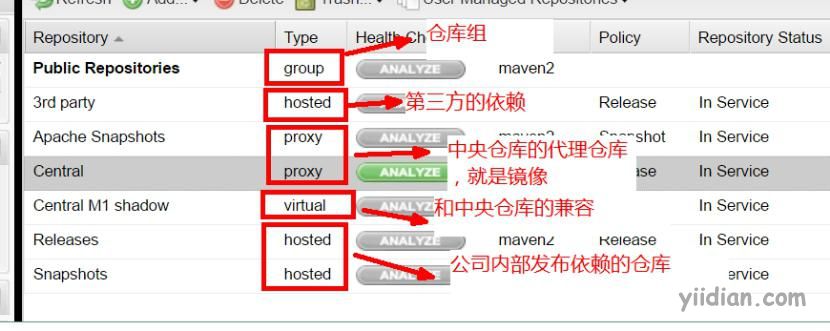 Refresh Add... Delete Trash... User Managed Repositories
Repository Type Health Ch Policy Repository Status
仓库组
Public Repositories group ANALYZE maven2
3rd party hosted 第三方的依赖 Release In Service
Apache Snapshots proxy ANALYZE In Service
中央仓库的代理仓库
Central proxy ANALYZE In Service
，就是镜像
Central M1 shadow virtual ANALYZE 和中央仓库的兼容 In Service
Releases hosted ANALYZE maven2 Release In Service
公司内部发布依赖的仓库
Snapshots hosted ANALYZE ervice
yiidian.com